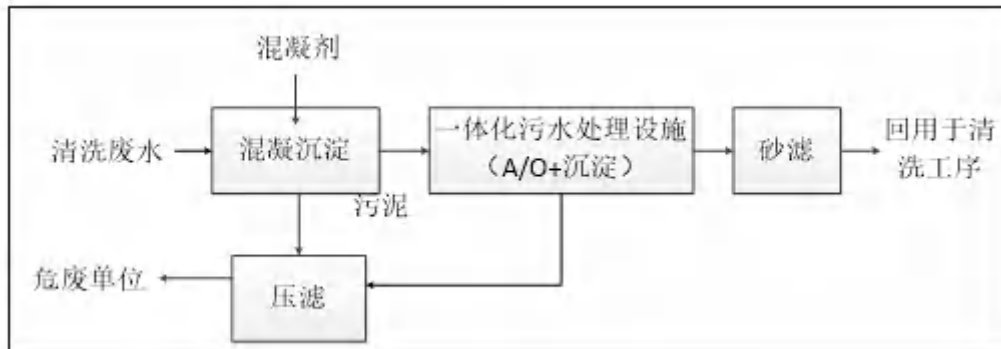 混凝剂
清洗废水
混凝沉淀
一体化污水处理设施
（A/O+沉淀）
砂滤
回用于清
洗工序
污泥
危废单位
压滤